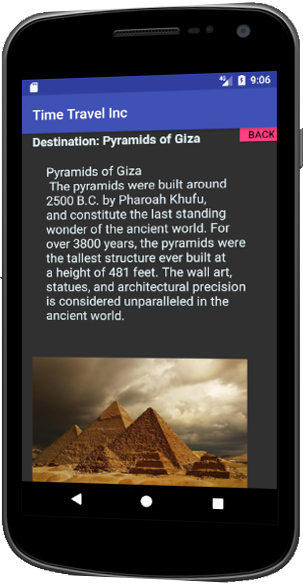 4G 9:06
Time Travel Inc
Destination: Pyramids of Giza
BACK
Pyramids of Giza
The pyramids were built around
2500 B.C. by Pharoah Khufu,
and constitute the last standing
wonder of the ancient world. For
over 3800 years, the pyramids were
the tallest structure ever built at
a height of 481 feet. The wall art,
statues, and architectural precision
is considered unparalleled in the
ancient world.